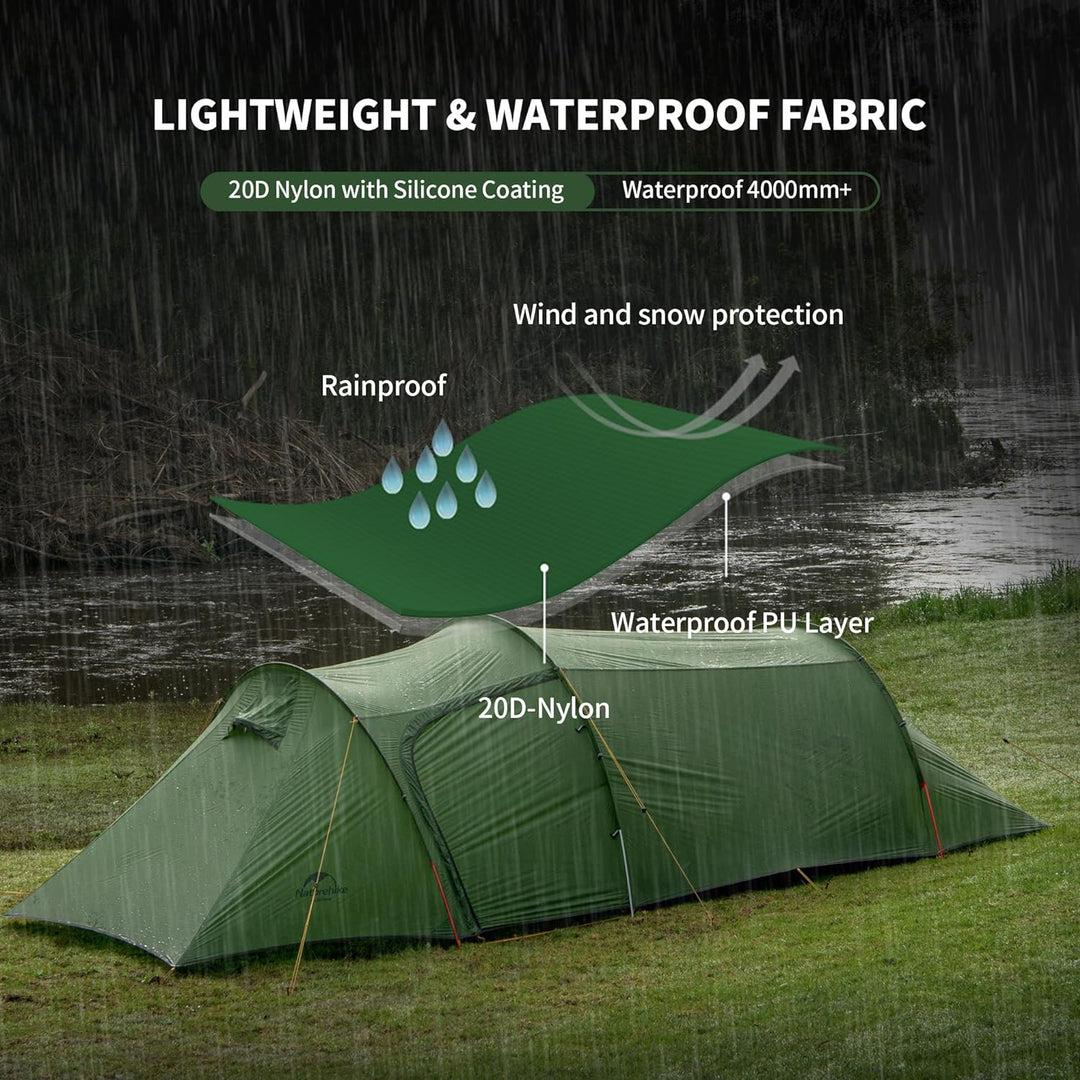 LIGHTWEIGHT & WATERPROOF FABRIC
20D Nylon with Silicone Coating
Waterproof 4000mm+
Wind and snow protection
Rainproof
Waterproof PU Layer
20D-Nylon
Naturehike